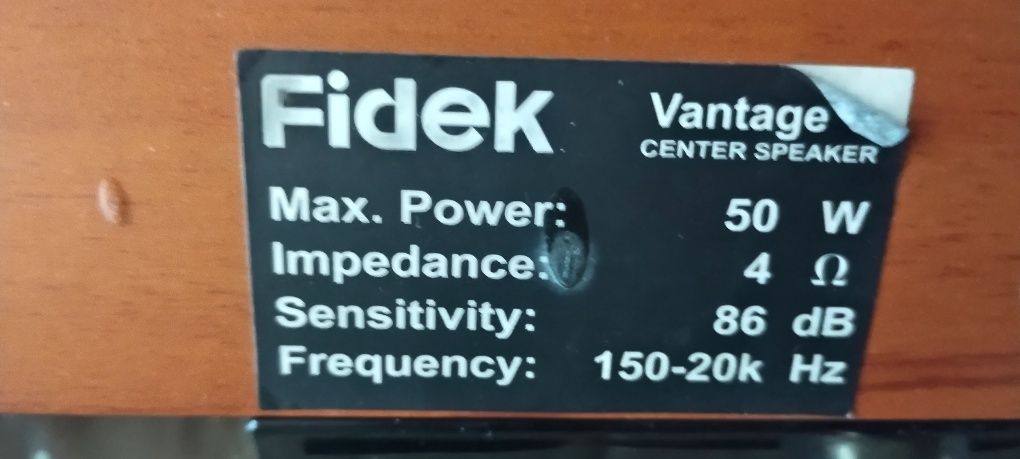 Fidek
Vantage
CENTER SPEAKER
Max. Power: 50 W
Impedance: 4 Ω
Sensitivity: 86 dB
Frequency: 150-20k Hz